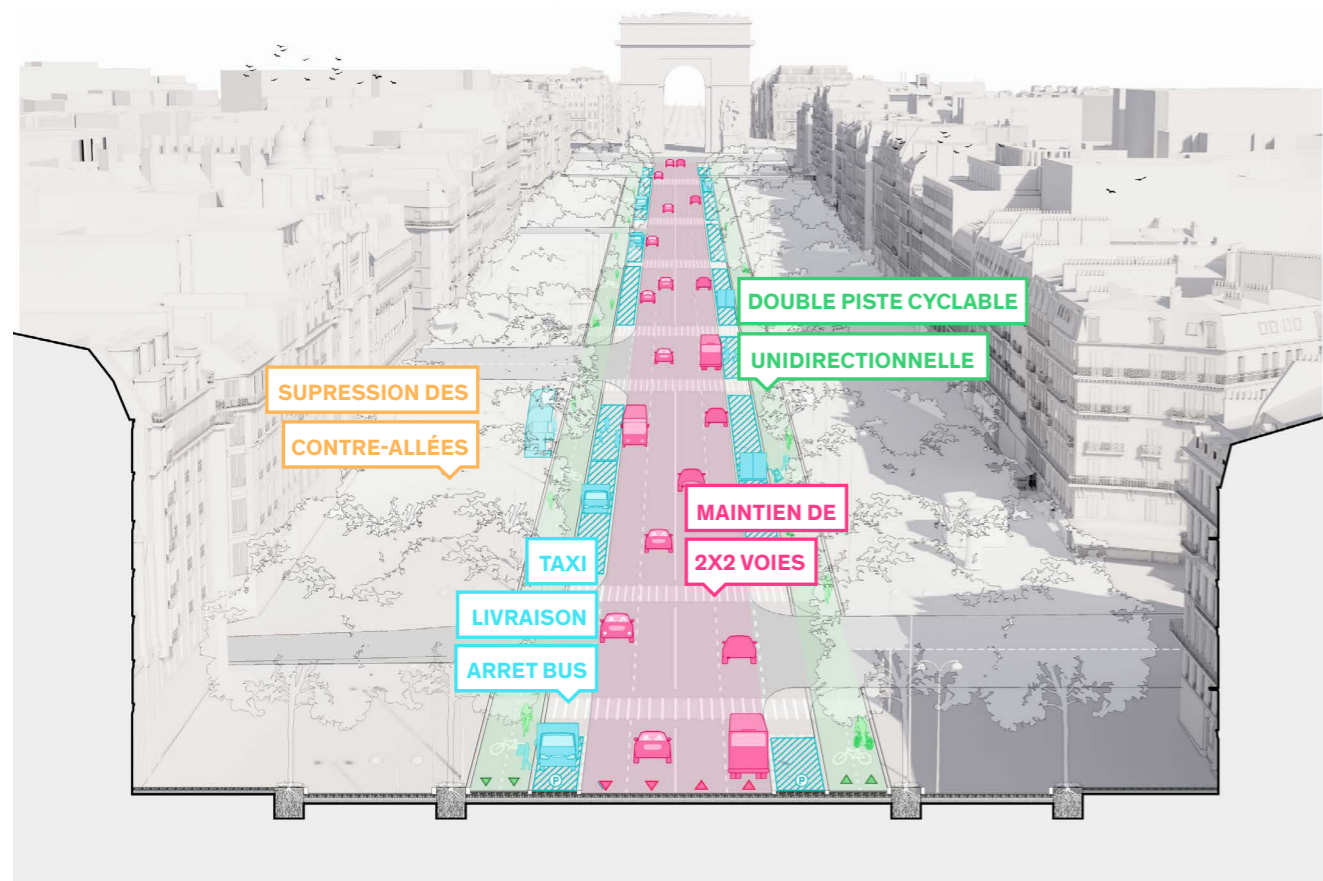 DOUBLE PISTE CYCLABLE
UNIDIRECTIONNELLE
SUPRESSION DES
CONTRE-ALLÉES
MAINTIEN DE
2X2 VOIES
TAXI
LIVRAISON
ARRET BUS
P
P